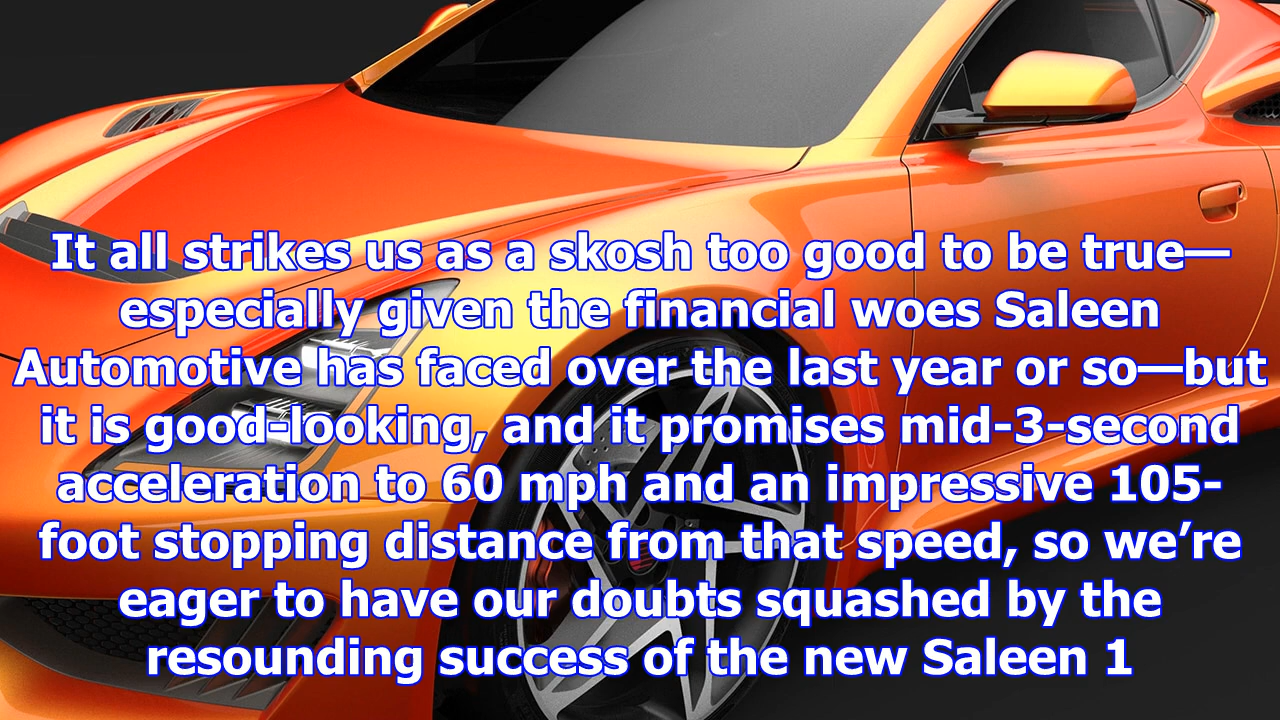 It all strikes us as a skosh too good to be true—
especially given the financial woes Saleen
Automotive has faced over the last year or so—but
it is good-looking, and it promises mid-3-second
acceleration to 60 mph and an impressive 105-
foot stopping distance from that speed, so we’re
eager to have our doubts squashed by the
resounding success of the new Saleen 1